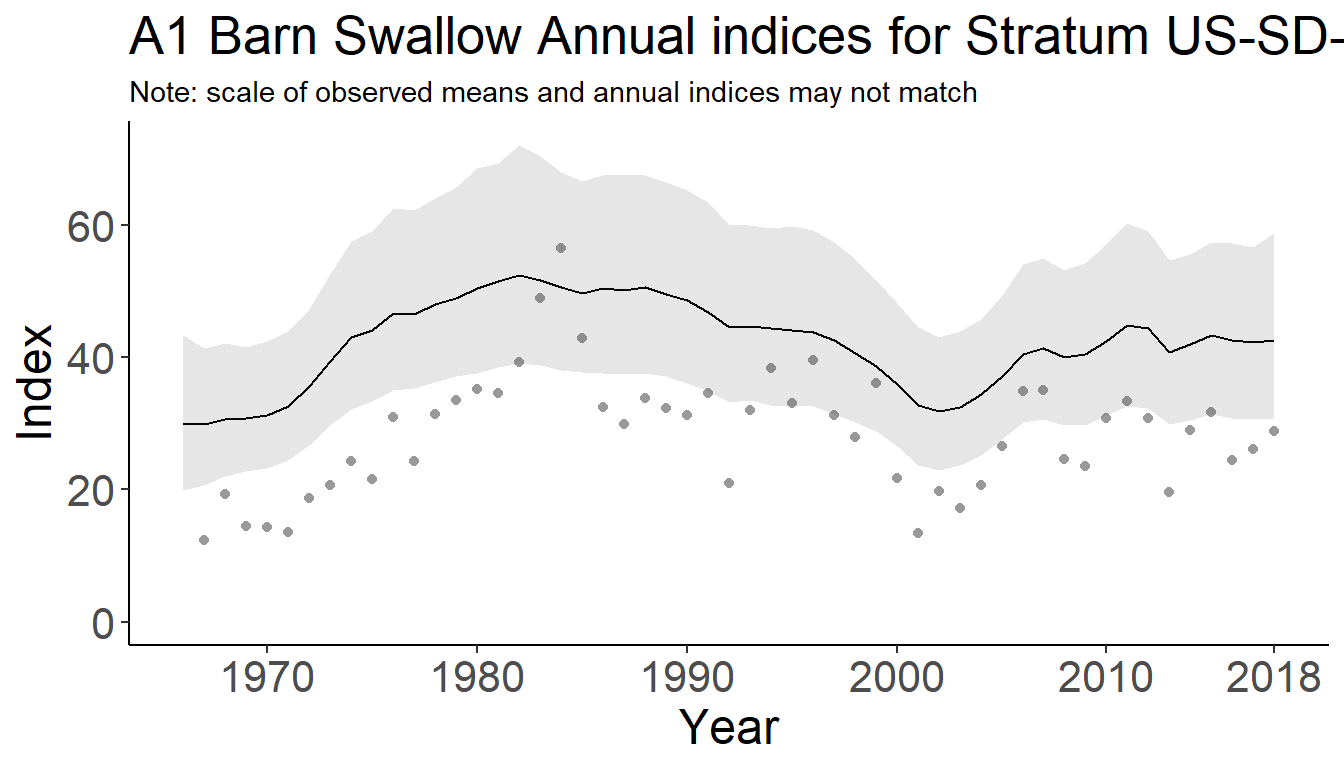 A1 Barn Swallow Annual indices for Stratum US-SD-
Note: scale of observed means and annual indices may not match
Index
60
40
20
0
1970 1980 1990 2000 2010 2018
Year